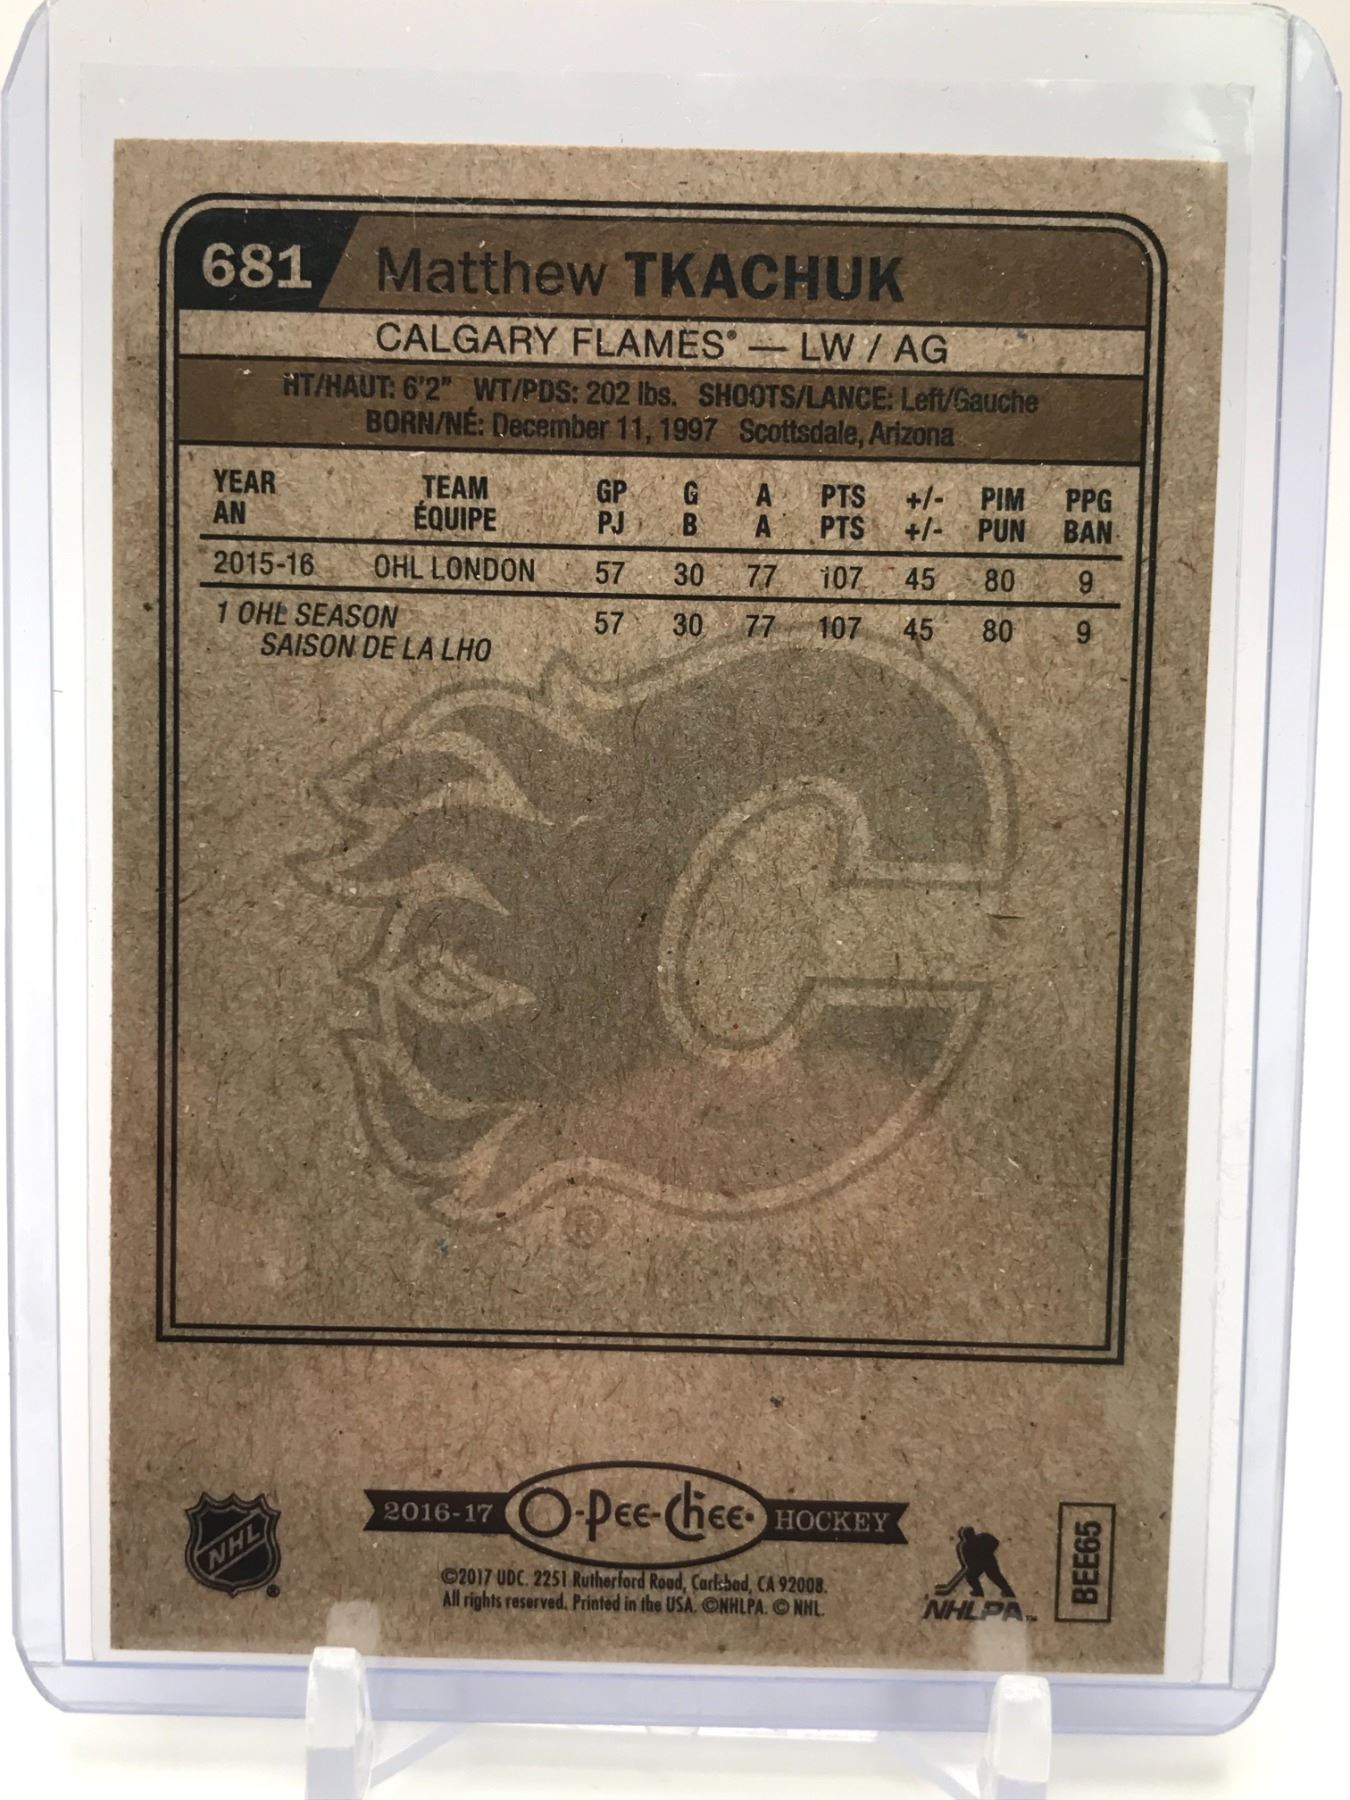 681 Matthew TKACHUK
CALGARY FLAMES® — LW / AG
HT/HAUT: 6'2" WT/PDS: 202 lbs. SHOOTS/LANCE: Left/Gauche
BORN/NÉ: December 11, 1997 Scottsdale, Arizona
YEAR TEAM GP G A PTS +/- PIM PPG
AN ÉQUIPE PJ B A PTS +/- PUN BAN
2015-16 OHL LONDON 57 30 77 107 45 80 9
1 OHL SEASON 57 30 77 107 45 80 9
SAISON DE LA LHO
®
NHL ®
2016-17 O-Pee-Chee HOCKEY
©2017 UDC. 2251 Rutherford Road, Carlsbad, CA 92008.
All rights reserved. Printed in the USA. ©NHLPA. © NHL.
NHLPA™
BEE65